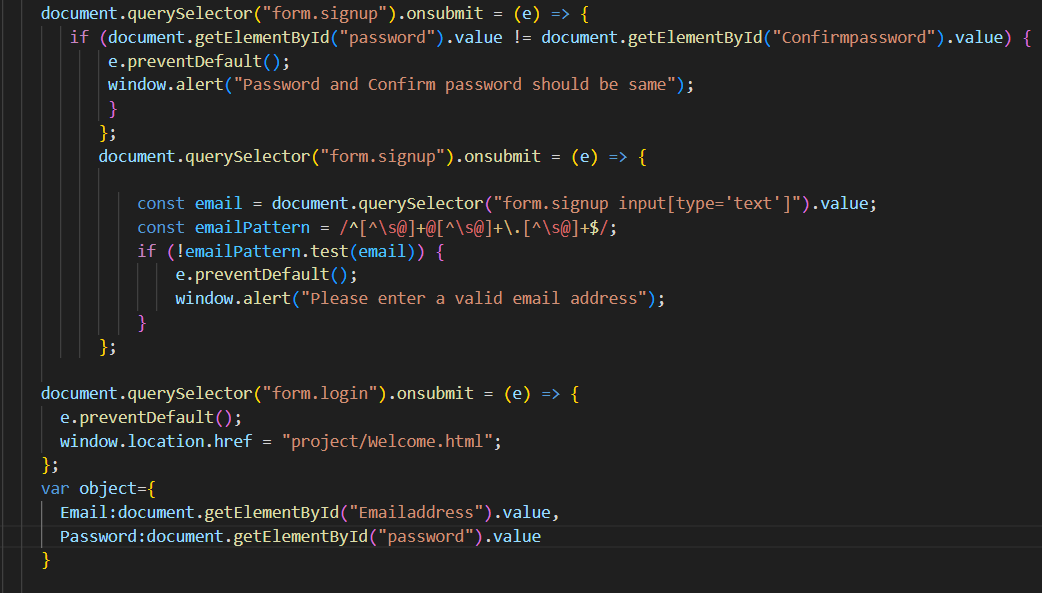 document.querySelector("form.signup").onsubmit = (e) => {
if (document.getElementById("password").value != document.getElementById("Confirmpassword").value) {
e.preventDefault();
window.alert("Password and Confirm password should be same");
}
};
document.querySelector("form.signup").onsubmit = (e) => {
const email = document.querySelector("form.signup input[type='text']").value;
const emailPattern = /^[^\s@]+@[^\s@]+\.[^\s@]+$/;
if (!emailPattern.test(email)) {
e.preventDefault();
window.alert("Please enter a valid email address");
}
};
document.querySelector("form.login").onsubmit = (e) => {
e.preventDefault();
window.location.href = "project/Welcome.html";
};
var object={
Email:document.getElementById("Emailaddress").value,
Password:document.getElementById("password").value
}